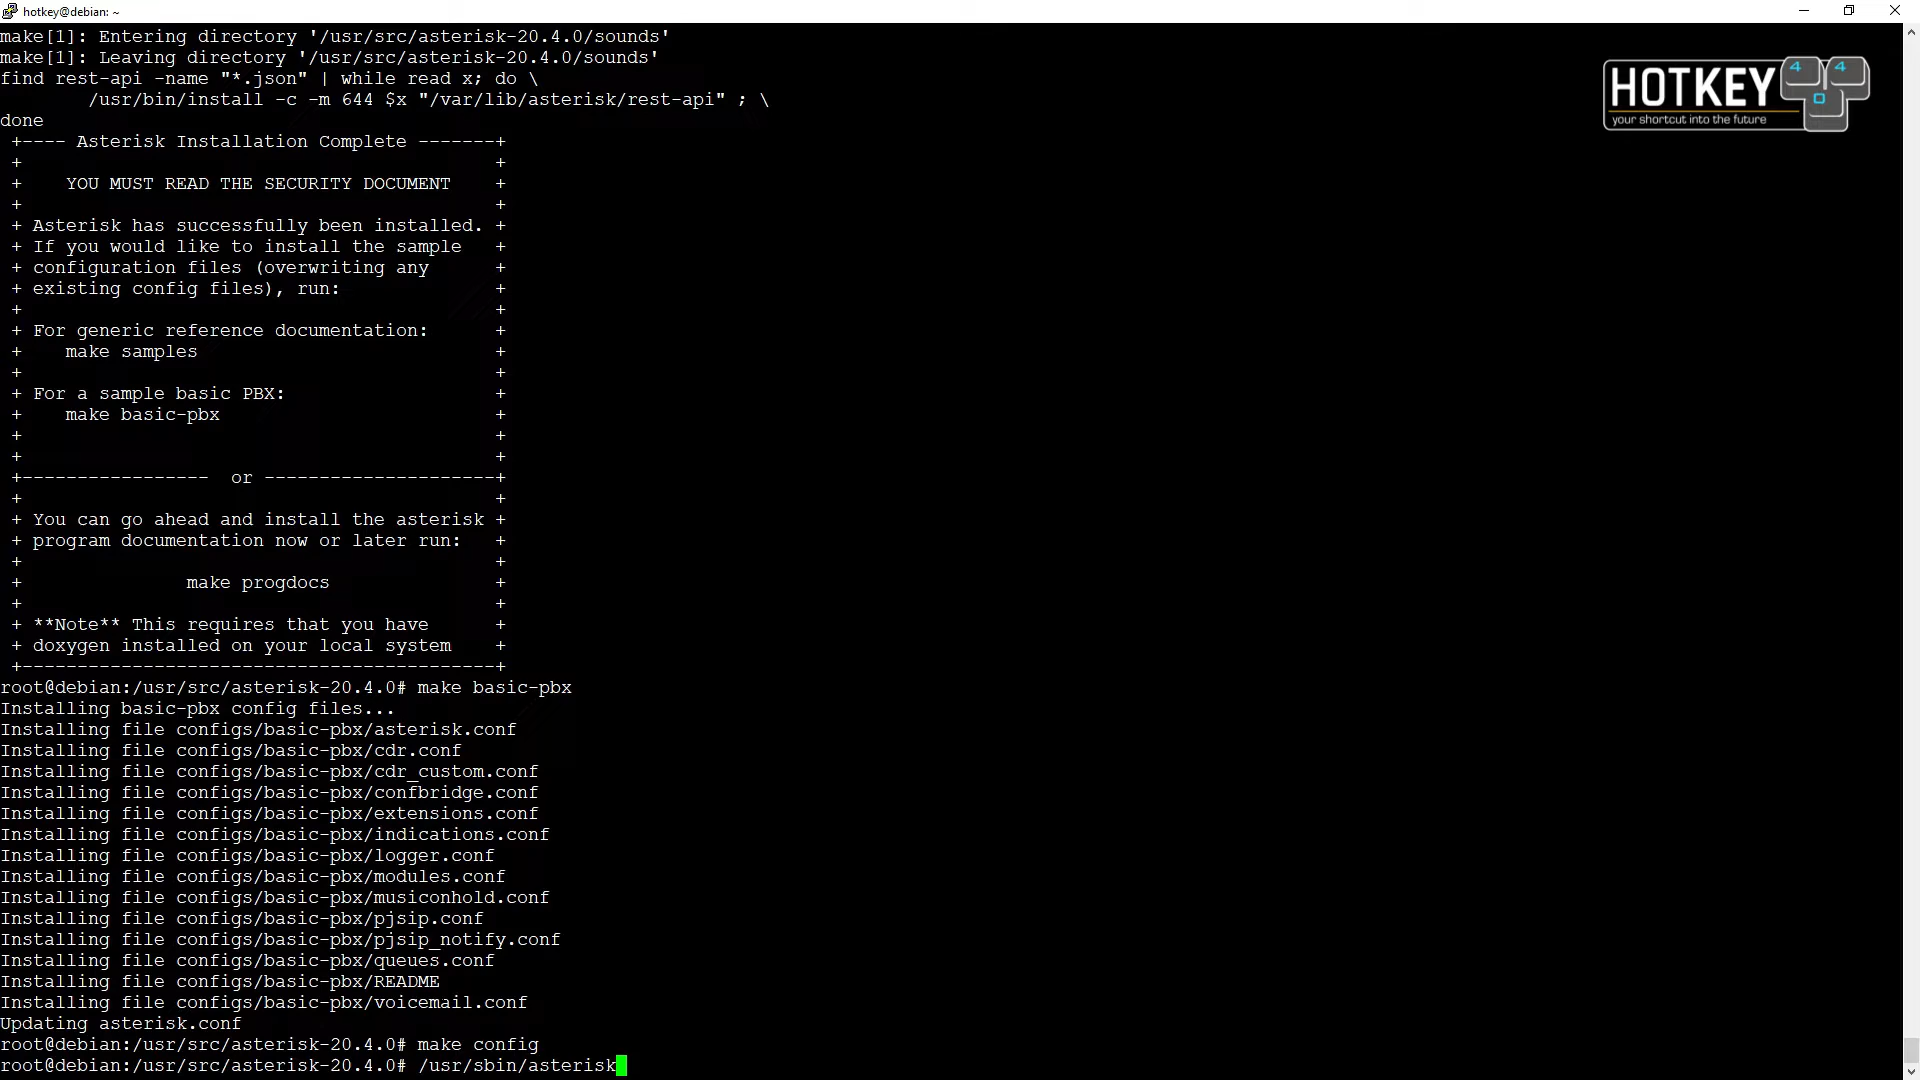 hotkey@debian: ~
make[1]: Entering directory '/usr/src/asterisk-20.4.0/sounds'
make[1]: Leaving directory '/usr/src/asterisk-20.4.0/sounds'
find rest-api -name "*.json" | while read x; do \
        /usr/bin/install -c -m 644 $x "/var/lib/asterisk/rest-api" ; \
done
 +---- Asterisk Installation Complete -------+
 +                                           +
 +    YOU MUST READ THE SECURITY DOCUMENT    +
 +                                           +
 + Asterisk has successfully been installed. +
 + If you would like to install the sample   +
 + configuration files (overwriting any      +
 + existing config files), run:              +
 +                                           +
 + For generic reference documentation:      +
 +    make samples                           +
 +                                           +
 + For a sample basic PBX:                   +
 +    make basic-pbx                         +
 +                                           +
 +                                           +
 +-----------------  or ---------------------+
 +                                           +
 + You can go ahead and install the asterisk +
 + program documentation now or later run:   +
 +                                           +
 +               make progdocs               +
 +                                           +
 + **Note** This requires that you have      +
 + doxygen installed on your local system    +
 +-------------------------------------------+
root@debian:/usr/src/asterisk-20.4.0# make basic-pbx
Installing basic-pbx config files...
Installing file configs/basic-pbx/asterisk.conf
Installing file configs/basic-pbx/cdr.conf
Installing file configs/basic-pbx/cdr_custom.conf
Installing file configs/basic-pbx/confbridge.conf
Installing file configs/basic-pbx/extensions.conf
Installing file configs/basic-pbx/indications.conf
Installing file configs/basic-pbx/logger.conf
Installing file configs/basic-pbx/modules.conf
Installing file configs/basic-pbx/musiconhold.conf
Installing file configs/basic-pbx/pjsip.conf
Installing file configs/basic-pbx/pjsip_notify.conf
Installing file configs/basic-pbx/queues.conf
Installing file configs/basic-pbx/README
Installing file configs/basic-pbx/voicemail.conf
Updating asterisk.conf
root@debian:/usr/src/asterisk-20.4.0# make config
root@debian:/usr/src/asterisk-20.4.0# /usr/sbin/asterisk
HOTKEY 4 4
your shortcut into the future